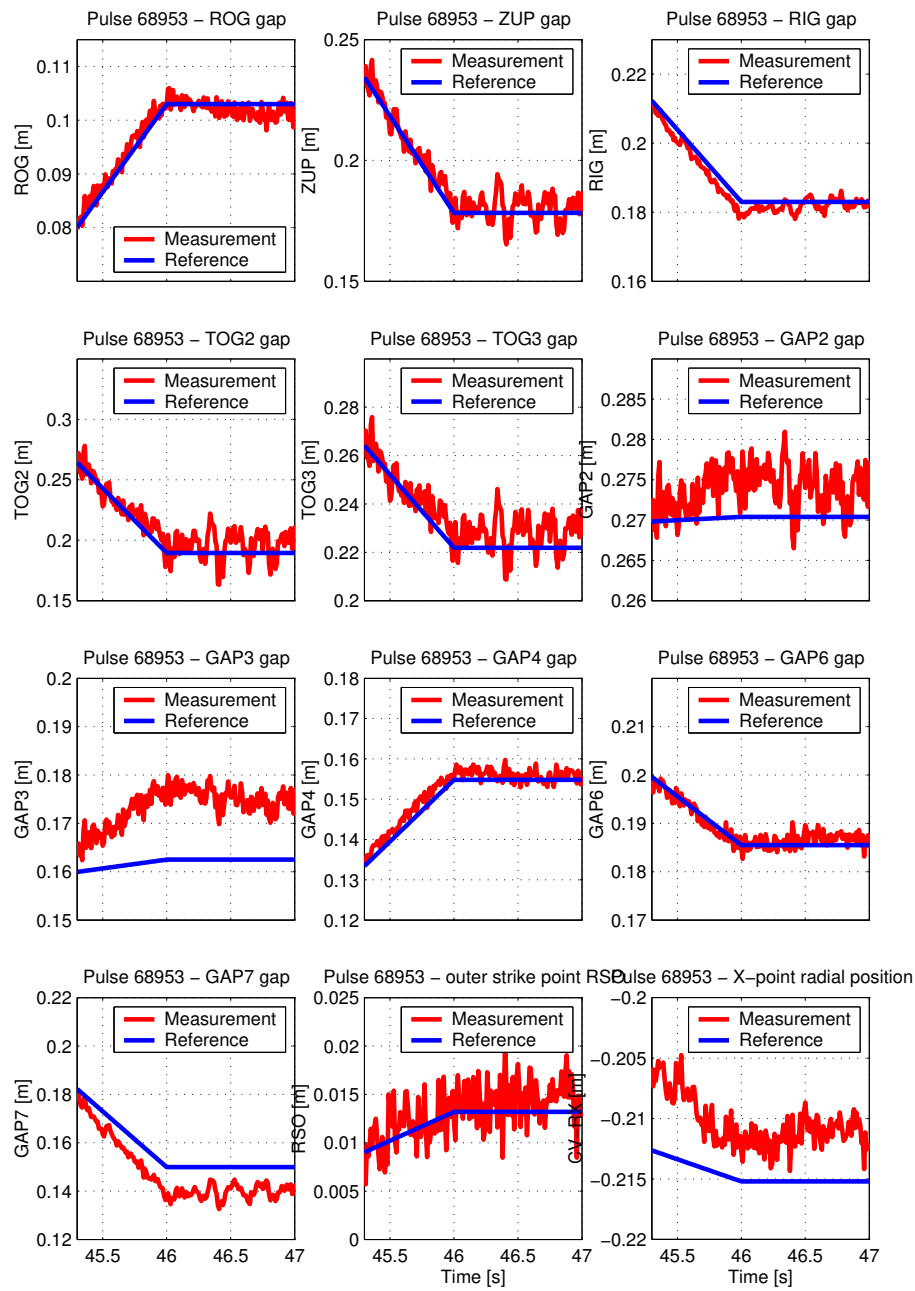 Pulse 68953 − ROG gap
Pulse 68953 − ZUP gap
Pulse 68953 − RIG gap
ROG [m]
0.11
0.1
0.09
0.08
Measurement
Reference
ZUP [m]
0.25
0.2
0.15
Measurement
Reference
RIG [m]
0.22
0.2
0.18
0.16
Measurement
Reference
Pulse 68953 − TOG2 gap
Pulse 68953 − TOG3 gap
Pulse 68953 − GAP2 gap
TOG2 [m]
0.3
0.25
0.2
0.15
Measurement
Reference
TOG3 [m]
0.28
0.26
0.24
0.22
0.2
Measurement
Reference
GAP2 [m]
0.285
0.28
0.275
0.27
0.265
0.26
Measurement
Reference
Pulse 68953 − GAP3 gap
Pulse 68953 − GAP4 gap
Pulse 68953 − GAP6 gap
GAP3 [m]
0.2
0.19
0.18
0.17
0.16
0.15
Measurement
Reference
GAP4 [m]
0.18
0.17
0.16
0.15
0.14
0.13
0.12
Measurement
Reference
GAP6 [m]
0.21
0.2
0.19
0.18
0.17
Measurement
Reference
Pulse 68953 − GAP7 gap
Pulse 68953 − outer strike point RSO
Pulse 68953 − X−point radial position
GAP7 [m]
0.22
0.2
0.18
0.16
0.14
0.12
Measurement
Reference
45.5 46 46.5 47
RSO [m]
0.025
0.02
0.015
0.01
0.005
0
Measurement
Reference
45.5 46 46.5 47
Time [s]
GV−RX [m]
−0.2
−0.205
−0.21
−0.215
−0.22
Measurement
Reference
45.5 46 46.5 47
Time [s]